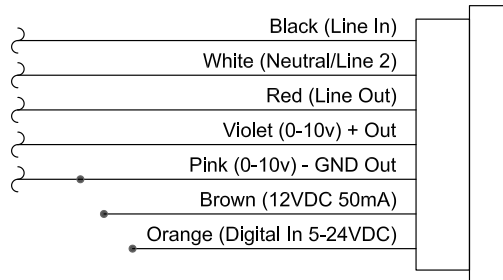 Black (Line In)
White (Neutral/Line 2)
Red (Line Out)
Violet (0-10v) + Out
Pink (0-10v) - GND Out
Brown (12VDC 50mA)
Orange (Digital In 5-24VDC)